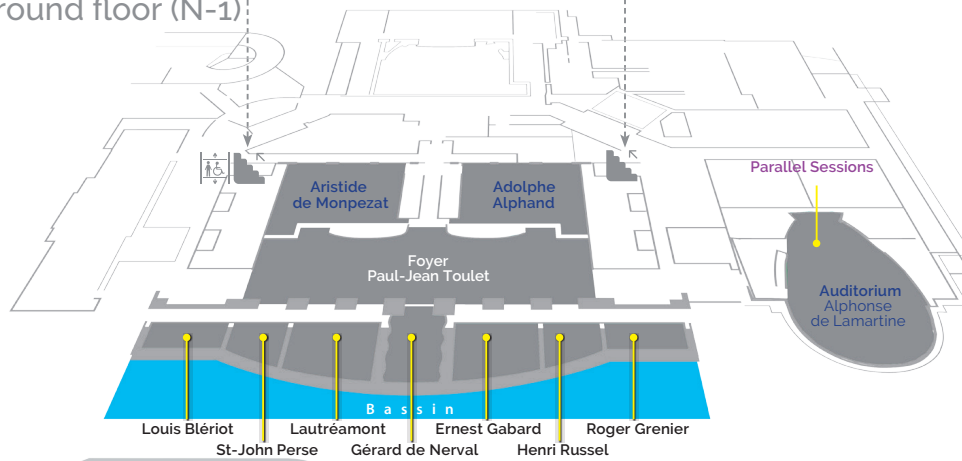 round floor (N-1)
Parallel Sessions
Aristide
de Monpezat
Adolphe
Alphand
Foyer
Paul-Jean Toulet
Auditorium
Alphonse
de Lamartine
Bassin
Louis Blériot
Lautréamont
Ernest Gabard
Roger Grenier
St-John Perse
Gérard de Nerval
Henri Russel